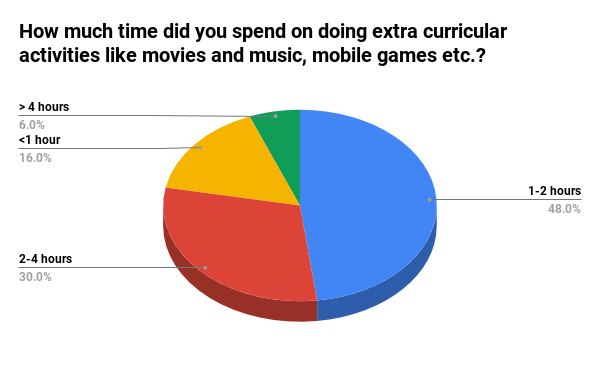 How much time did you spend on doing extra curricular
activities like movies and music, mobile games etc.?
> 4 hours
6.0%
<1 hour
16.0%
1-2 hours
48.0%
2-4 hours
30.0%